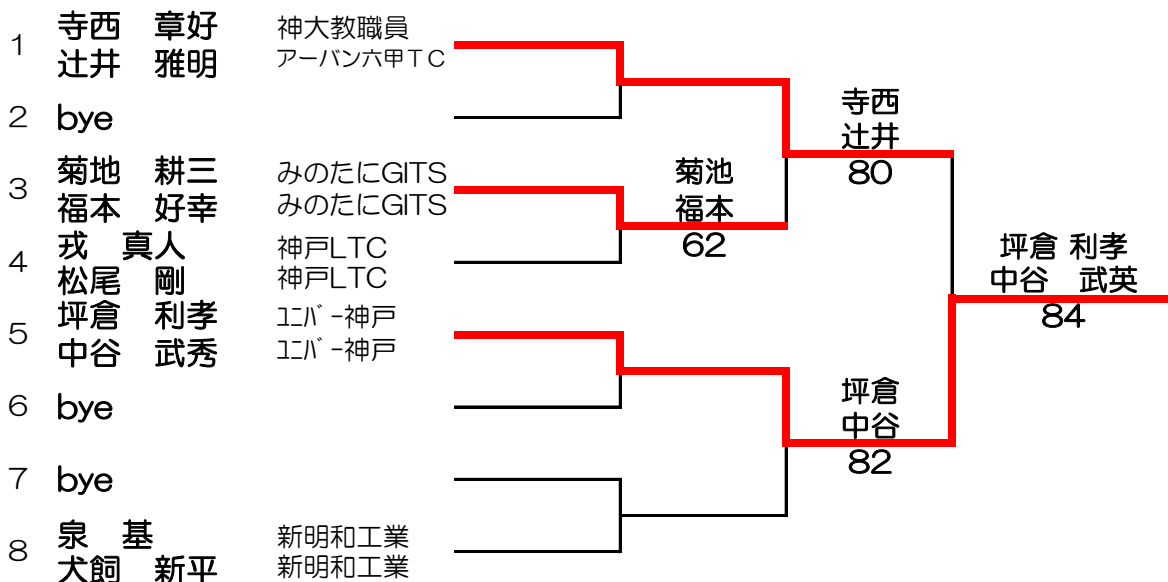 1 寺西 章好 神大教職員
辻井 雅明 アーバン六甲TC
2 bye
3 菊地 耕三 みのたにGITS
福本 好幸 みのたにGITS
4 戎 真人 神戸LTC
松尾 剛 神戸LTC
5 坪倉 利孝 ユニバー神戸
中谷 武秀 ユニバー神戸
6 bye
7 bye
8 泉 基 新明和工業
犬飼 新平 新明和工業
菊池
福本
62
寺西
辻井
80
坪倉
中谷
82
坪倉 利孝
中谷 武英
84